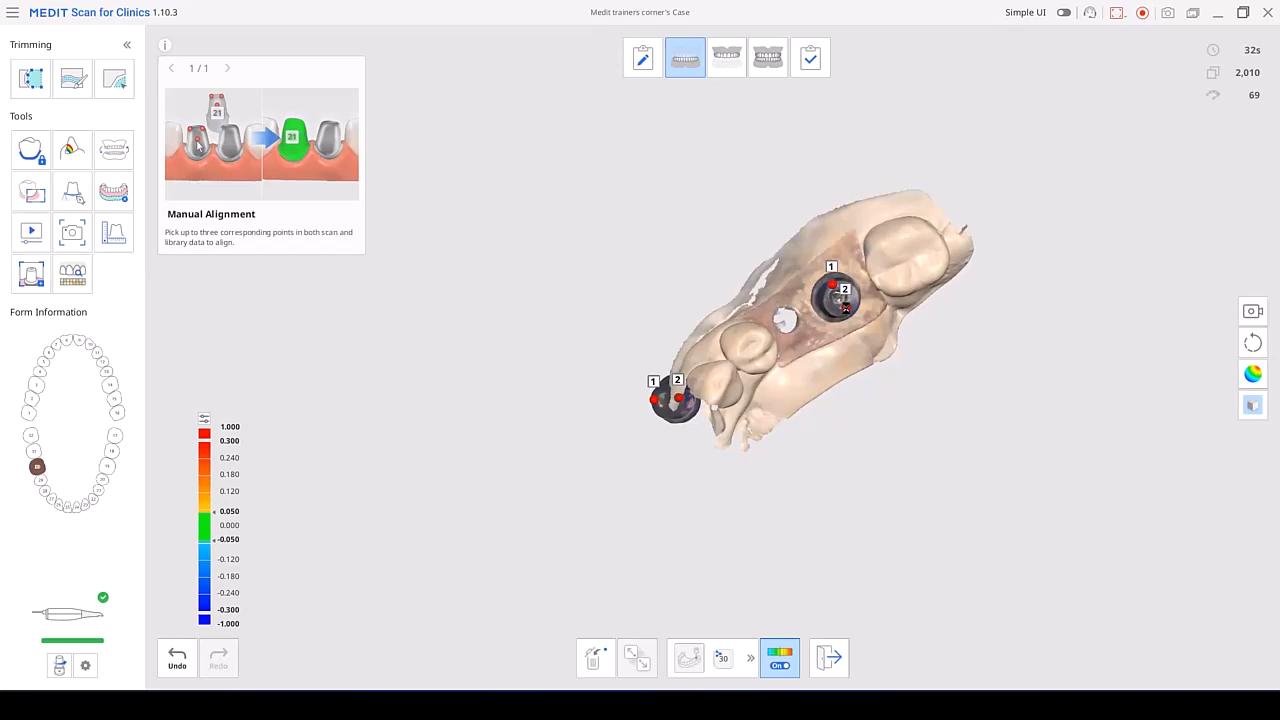 MEDIT Scan for Clinics 1.10.3
Medit trainers corner's Case
Simple UI
Trimming
32s
2,010
69
1 / 1
21
21
Manual Alignment
Pick up to three corresponding points in both scan and
library data to align.
Tools
Form Information
1
2
1
2
1.000
0.300
0.240
0.180
0.120
0.050
0.000
-0.050
-0.120
-0.180
-0.240
-0.300
-1.000
Undo
Redo
30
On